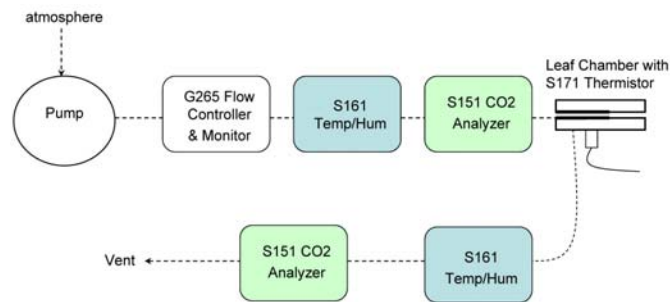 atmosphere
Pump
G265 Flow
Controller
& Monitor
S161
Temp/Hum
S151 CO2
Analyzer
Leaf Chamber with
S171 Thermistor
Vent
S151 CO2
Analyzer
S161
Temp/Hum